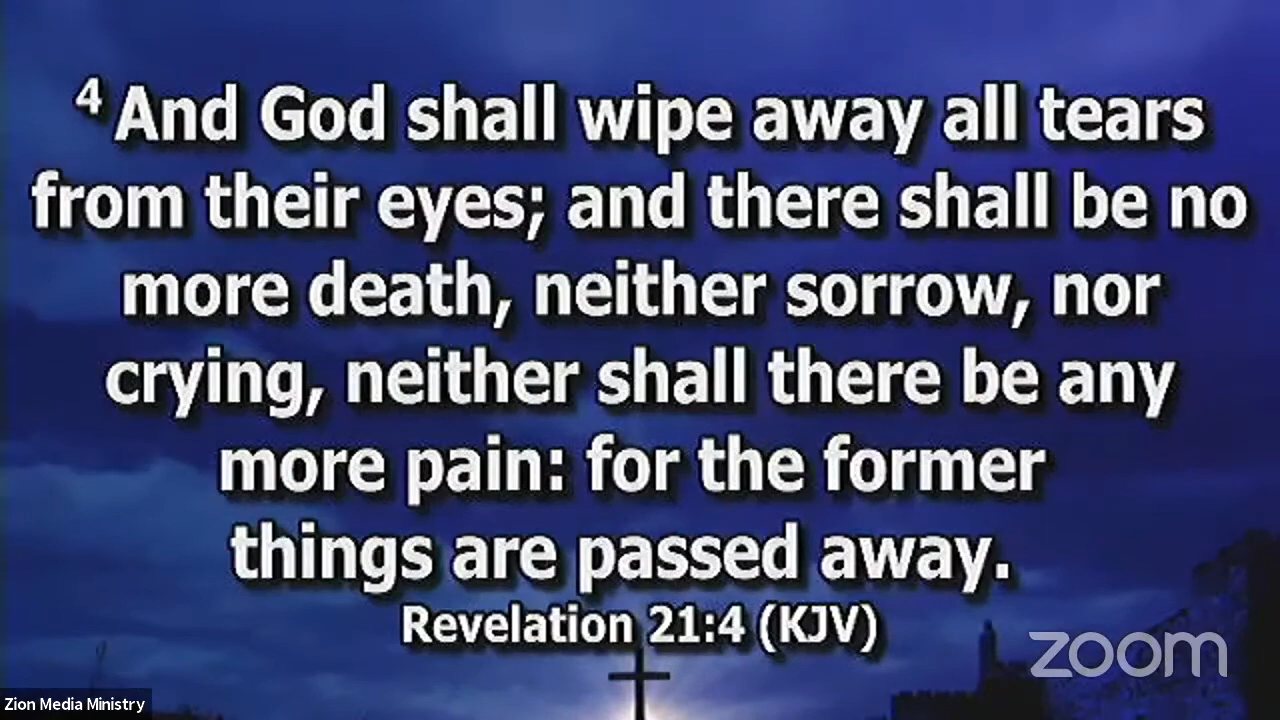 4 And God shall wipe away all tears
from their eyes; and there shall be no
more death, neither sorrow, nor
crying, neither shall there be any
more pain: for the former
things are passed away.
Revelation 21:4 (KJV)
zoom
Zion Media Ministry